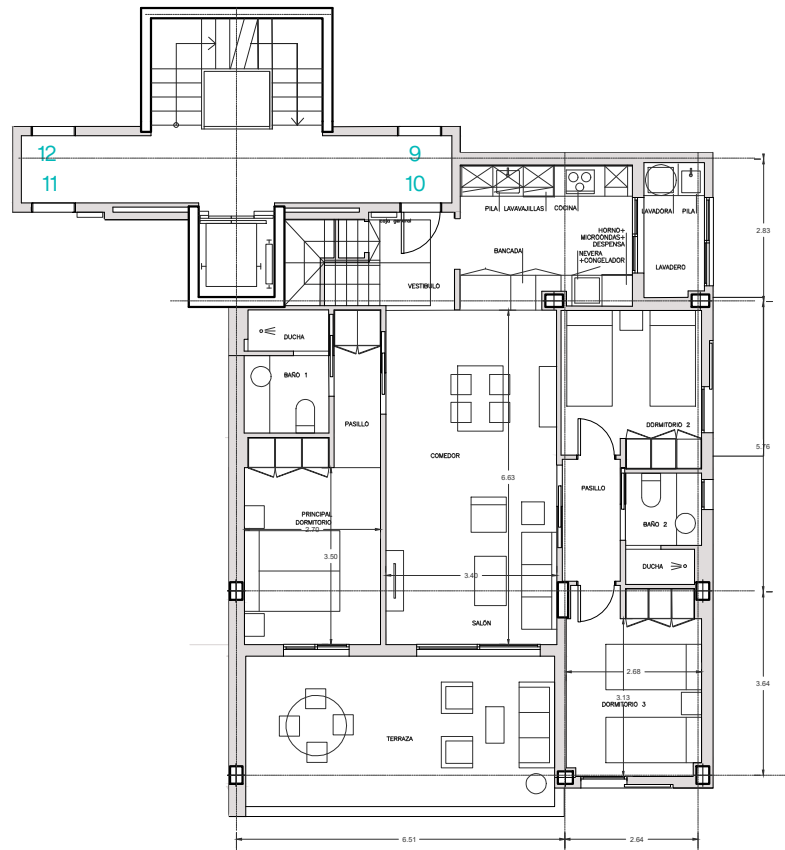 12
9
11
10
LAVADORA
PILA
PILA
LAVAVAJILLAS
COCINA
HORNO+
MICROONDAS+
DESPENSA
BANCADA
NEVERA
+CONGELADOR
LAVADERO
VESTIBULO
2.83
DUCHA
BAÑO 1
PASILLO
DORMITORIO 2
COMEDOR
5.76
6.63
PASILLO
PRINCIPAL
DORMITORIO
2.70
BAÑO 2
3.50
DUCHA
3.40
SALÓN
2.68
3.64
3.13
DORMITORIO 3
TERRAZA
6.51
2.64